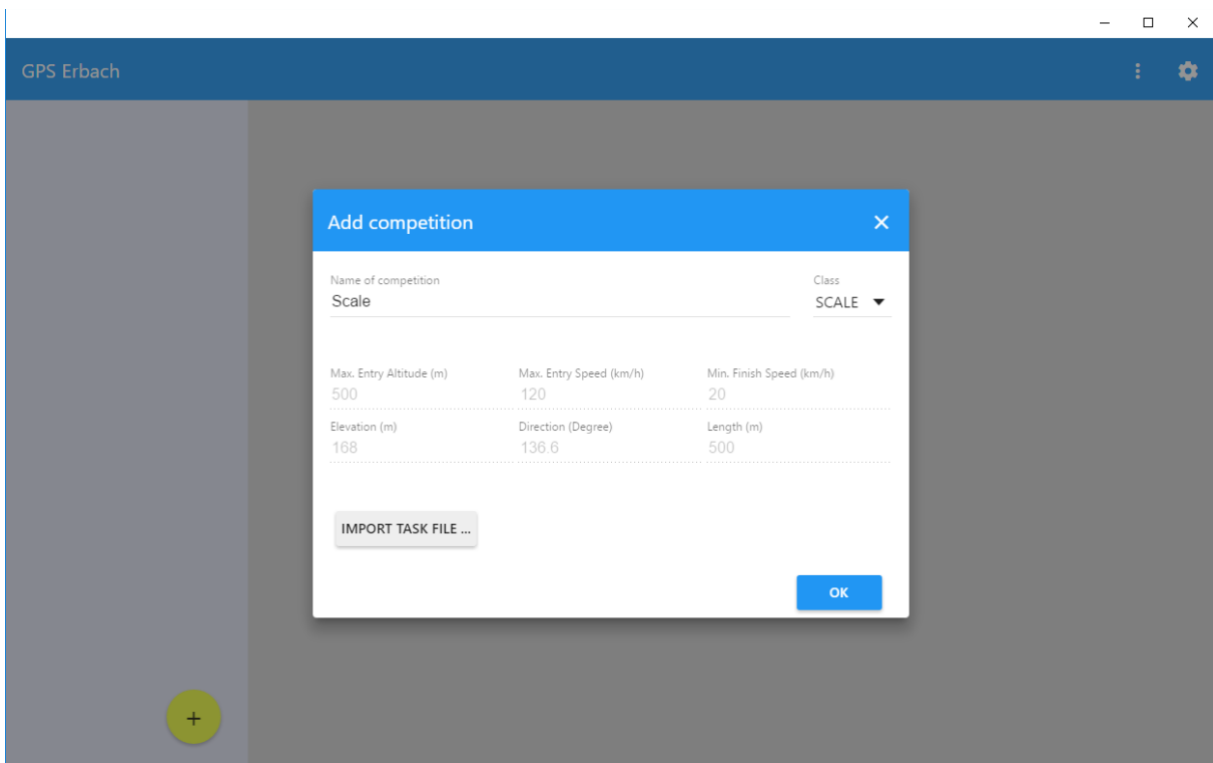 GPS Erbach
Add competition
Name of competition
Class
Scale
SCALE
Max. Entry Altitude (m) Max. Entry Speed (km/h) Min. Finish Speed (km/h)
500 120 20
Elevation (m) Direction (Degree) Length (m)
168 136.6 500
IMPORT TASK FILE ...
OK